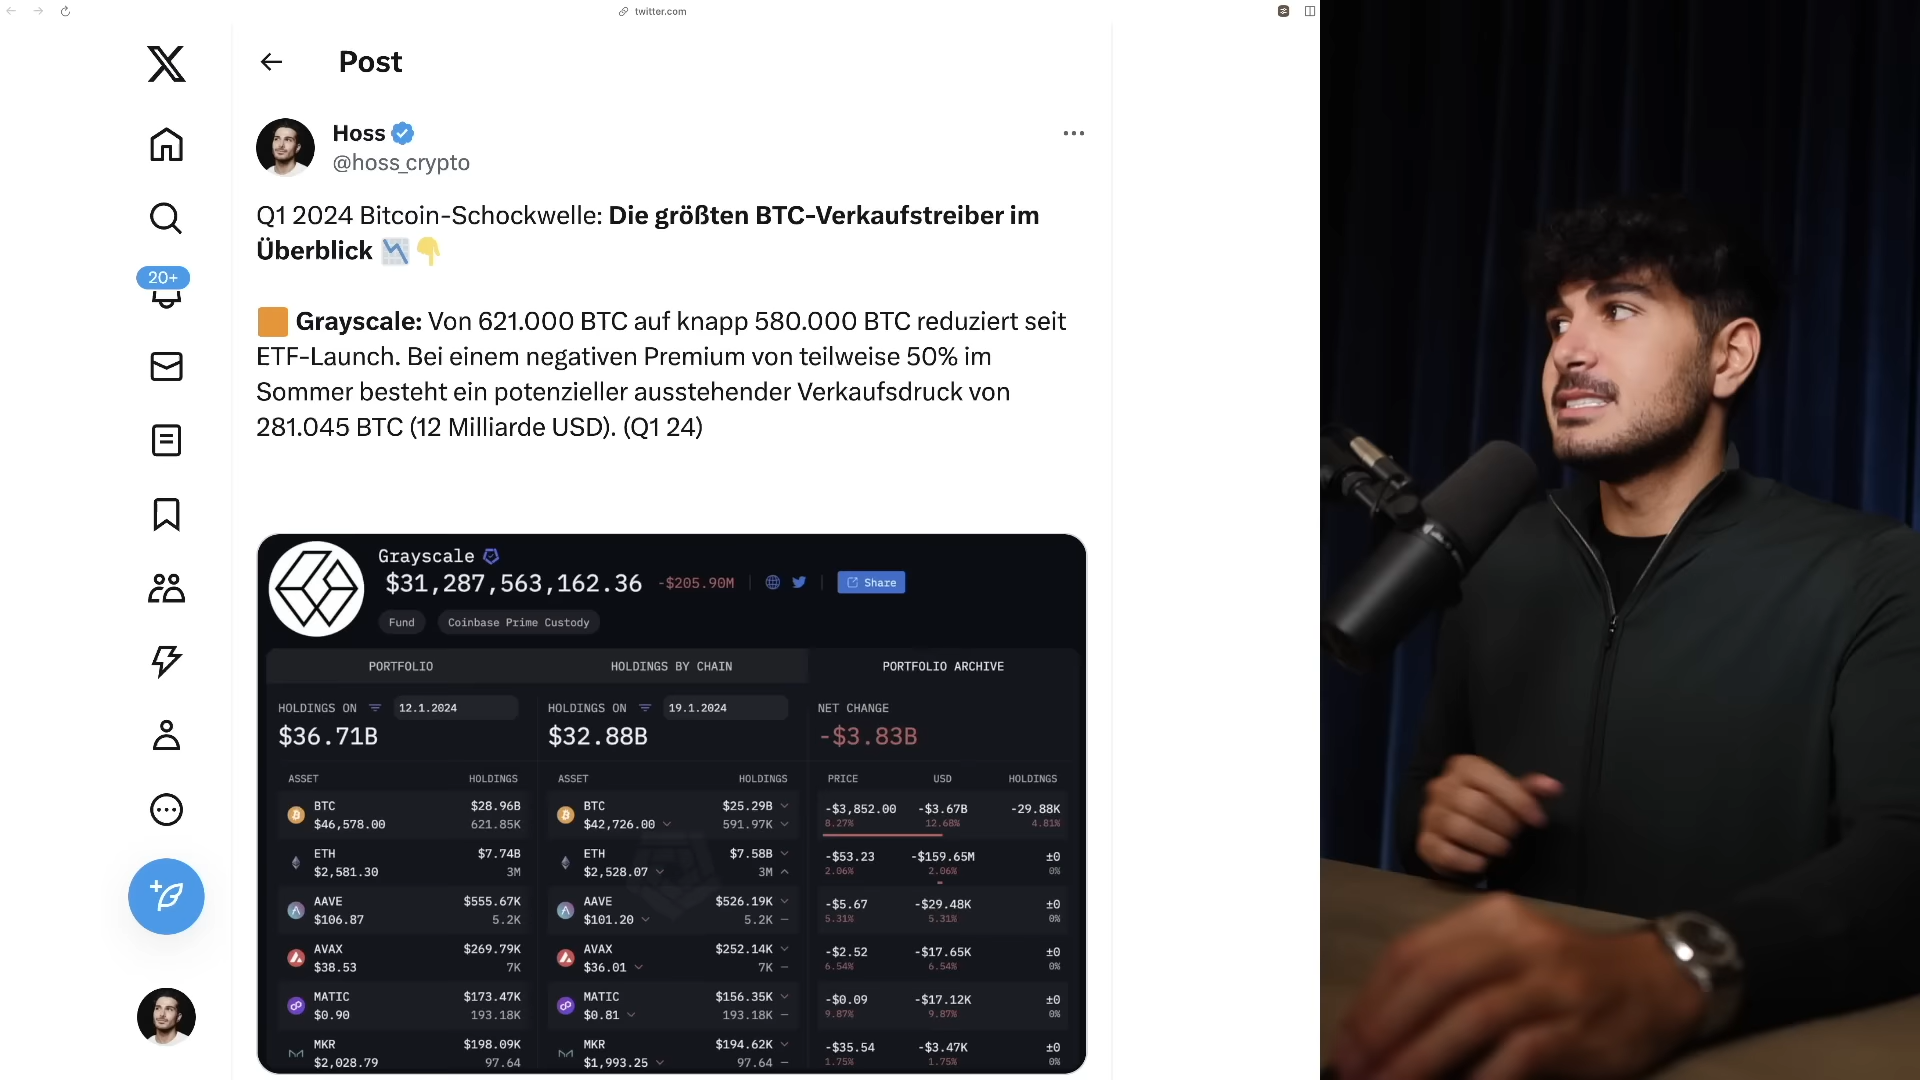 twitter.com
Post
Hoss
@hoss_crypto
Q1 2024 Bitcoin-Schockwelle: Die größten BTC-Verkaufstreiber im
Überblick 📉👇
20+
🟧 Grayscale: Von 621.000 BTC auf knapp 580.000 BTC reduziert seit
ETF-Launch. Bei einem negativen Premium von teilweise 50% im
Sommer besteht ein potenzieller ausstehender Verkaufsdruck von
281.045 BTC (12 Milliarde USD). (Q1 24)
Grayscale
$31,287,563,162.36 -$205.90M Share
Fund Coinbase Prime Custody
PORTFOLIO HOLDINGS BY CHAIN PORTFOLIO ARCHIVE
HOLDINGS ON 12.1.2024 HOLDINGS ON 19.1.2024 NET CHANGE
$36.71B $32.88B -$3.83B
ASSET HOLDINGS ASSET HOLDINGS PRICE USD HOLDINGS
BTC $28.96B BTC $25.29B -$3,852.00 -$3.67B -29.88K
$46,578.00 621.85K $42,726.00 591.97K 8.27% 12.68% 4.81%
ETH $7.74B ETH $7.58B -$53.23 -$159.65M ±0
$2,581.30 3M $2,528.07 3M 2.06% 2.06% 0%
AAVE $555.67K AAVE $526.19K -$5.67 -$29.48K ±0
$106.87 5.2K $101.20 5.2K 5.31% 5.31% 0%
AVAX $269.79K AVAX $252.14K -$2.52 -$17.65K ±0
$38.53 7K $36.01 7K 6.54% 6.54% 0%
MATIC $173.47K MATIC $156.35K -$0.09 -$17.12K ±0
$0.90 193.18K $0.81 193.18K 9.87% 9.87% 0%
MKR $198.09K MKR $194.62K -$35.54 -$3.47K ±0
$2,028.79 97.64 $1,993.25 97.64 1.75% 1.75% 0%